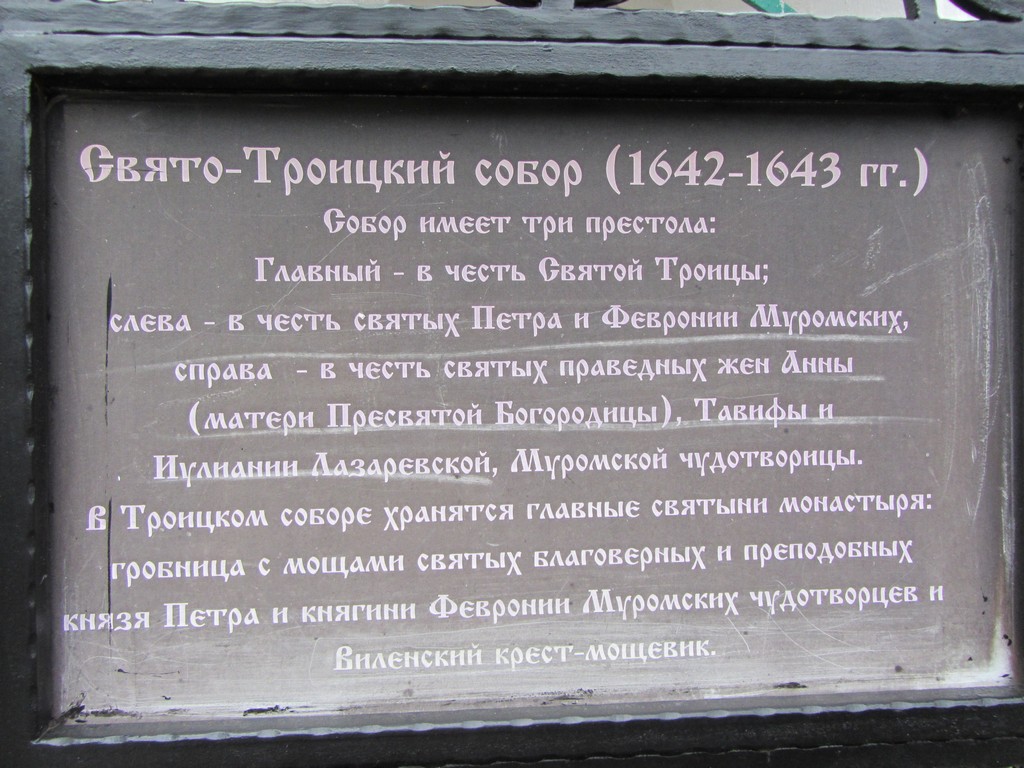 Свято-Троицкий собор (1642-1643 гг.)
Собор имеет три престола:
Главный - в честь Святой Троицы;
слева - в честь святых Петра и Февронии Муромских,
справа - в честь святых праведных жен Анны
(матери Пресвятой Богородицы), Тавифы и
Иулиании Лазаревской, Муромской чудотворицы.
В Троицком соборе хранятся главные святыни монастыря:
гробница с мощами святых благоверных и преподобных
князя Петра и княгини Февронии Муромских чудотворцев и
Виленский крест-мощевик.